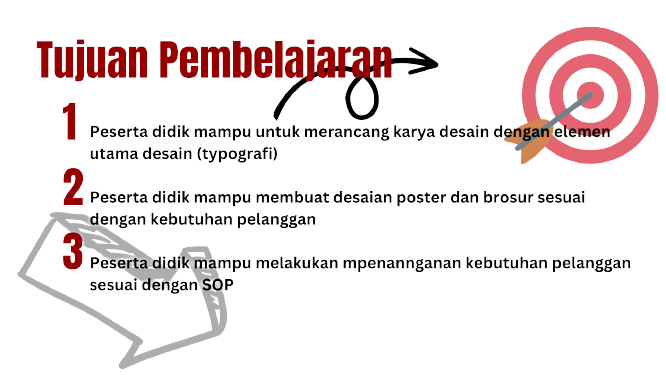 Tujuan Pembelajaran
1
Peserta didik mampu untuk merancang karya desain dengan elemen
utama desain (typografi)
2
Peserta didik mampu membuat desaian poster dan brosur sesuai
dengan kebutuhan pelanggan
3
Peserta didik mampu melakukan mpenannganan kebutuhan pelanggan
sesuai dengan SOP